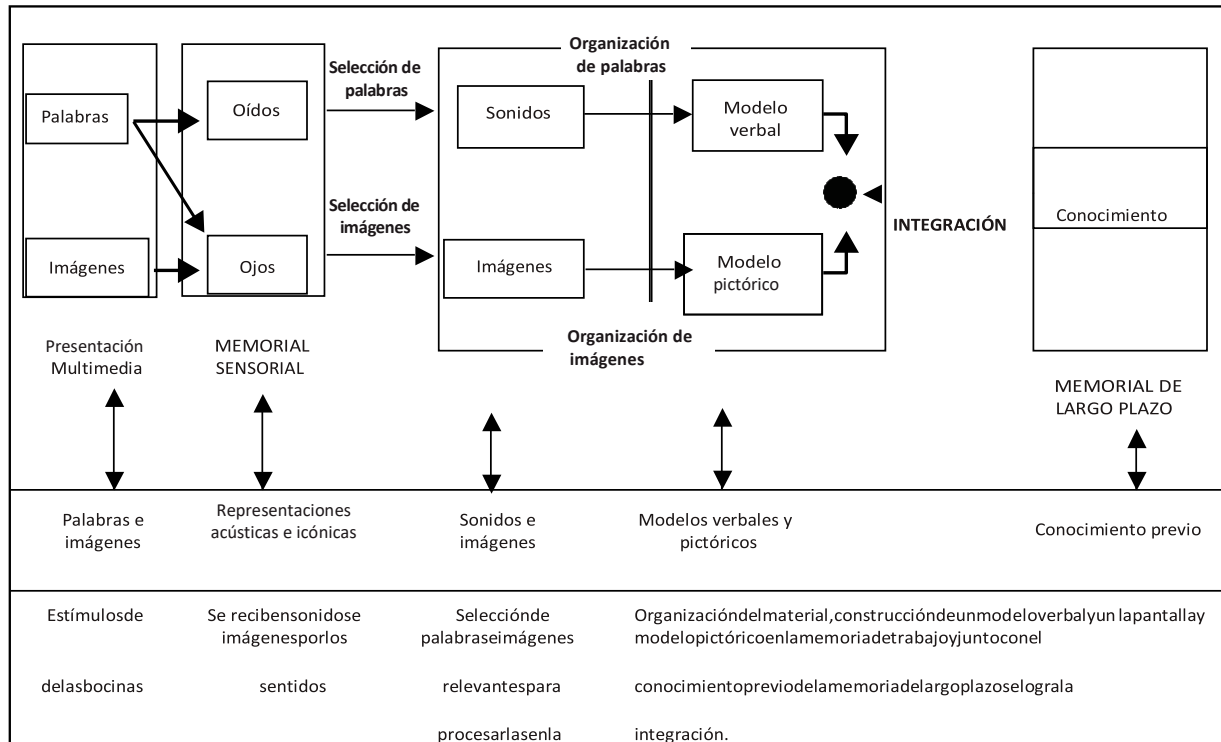 Organización
de palabras
Selección de
palabras
Palabras
Oídos
Sonidos
Modelo
verbal
Selección de
imágenes
Conocimiento
INTEGRACIÓN
Imágenes
Ojos
Imágenes
Modelo
pictórico
Organización de
imágenes
Presentación
Multimedia
MEMORIAL
SENSORIAL
MEMORIAL DE
LARGO PLAZO
Palabras e
imágenes
Representaciones
acústicas e icónicas
Sonidos e
imágenes
Modelos verbales y
pictóricos
Conocimiento previo
Estímulosde
delasbocinas
Se recibensonidose
imágenesporlos
sentidos
Selecciónde
palabraseimágenes
relevantespara
procesarlasenla
Organizacióndelmaterial,construccióndeunmodeloverbalyun lapantallay
modelopictóricoenlamemoriadetrabajoyjuntoconel
conocimientopreviodelamemoriadelargoplazoselograla
integración.